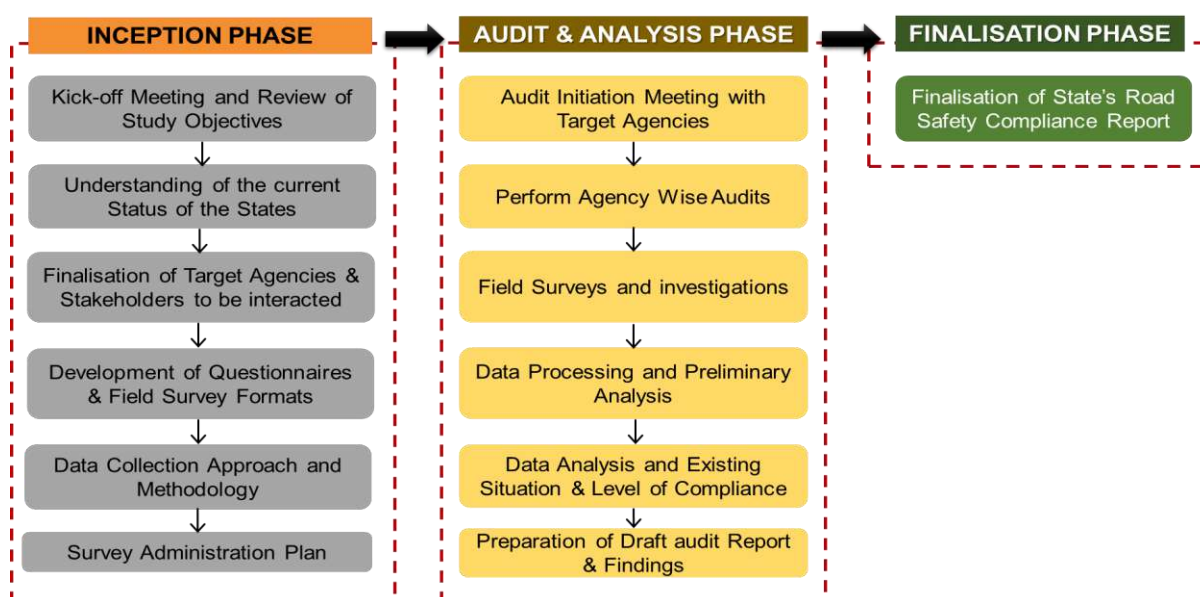 INCEPTION PHASE
Kick-off Meeting and Review of
Study Objectives
Understanding of the current
Status of the States
Finalisation of Target Agencies &
Stakeholders to be interacted
Development of Questionnaires
& Field Survey Formats
Data Collection Approach and
Methodology
Survey Administration Plan
AUDIT & ANALYSIS PHASE
Audit Initiation Meeting with
Target Agencies
Perform Agency Wise Audits
Field Surveys and investigations
Data Processing and Preliminary
Analysis
Data Analysis and Existing
Situation & Level of Compliance
Preparation of Draft audit Report
& Findings
FINALISATION PHASE
Finalisation of State's Road
Safety Compliance Report